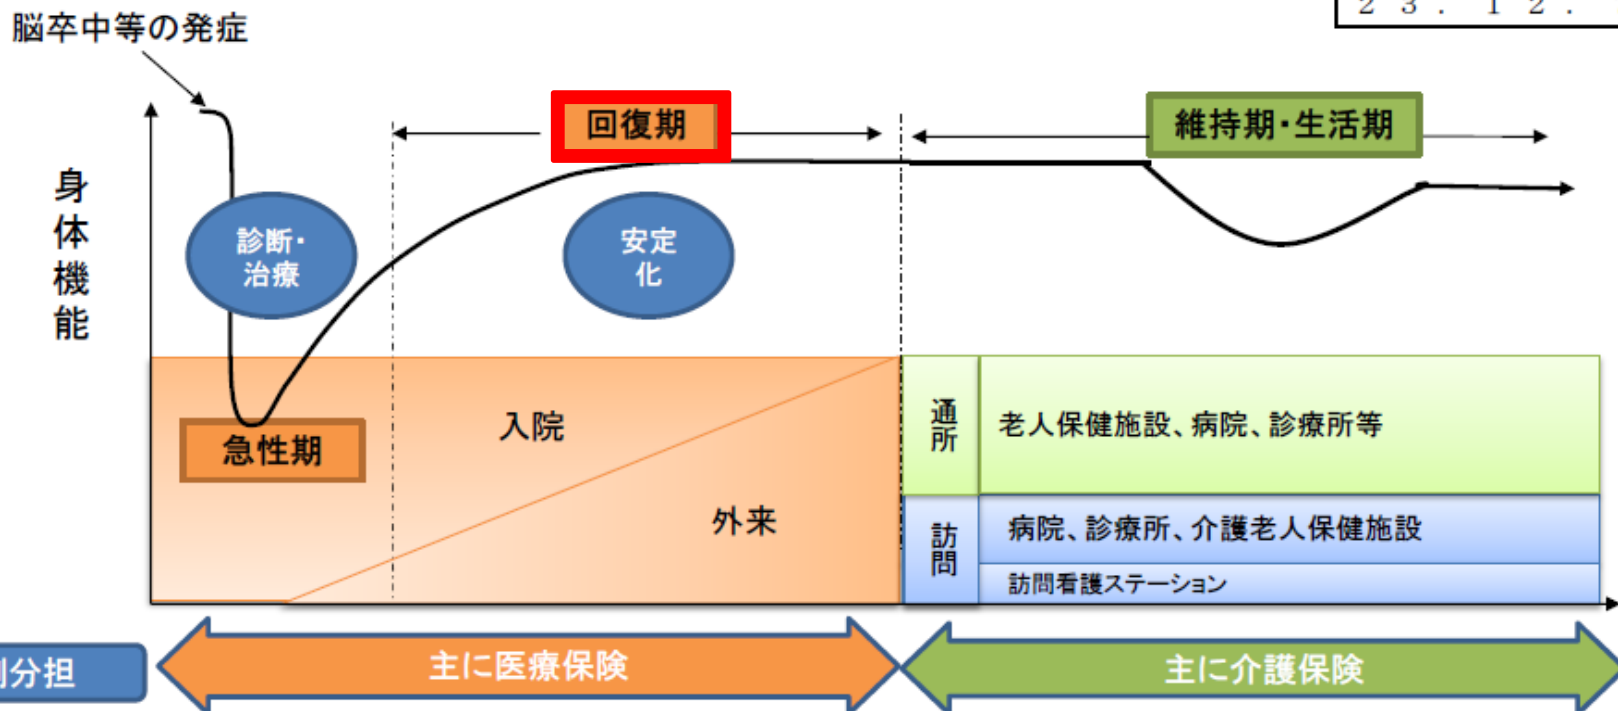 23.12.
脳卒中等の発症
回復期
維持期・生活期
身体機能
診断・
治療
安定
化
急性期
入院
外来
通所
老人保健施設、病院、診療所等
訪問
病院、診療所、介護老人保健施設
訪問看護ステーション
分担
主に医療保険
主に介護保険